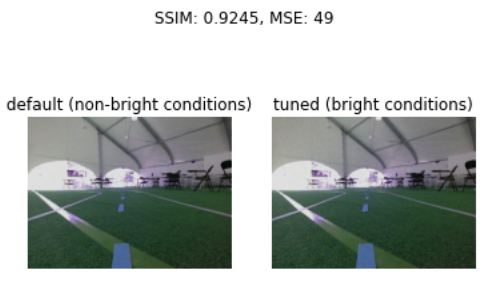 SSIM: 0.9245, MSE: 49
default (non-bright conditions)
tuned (bright conditions)